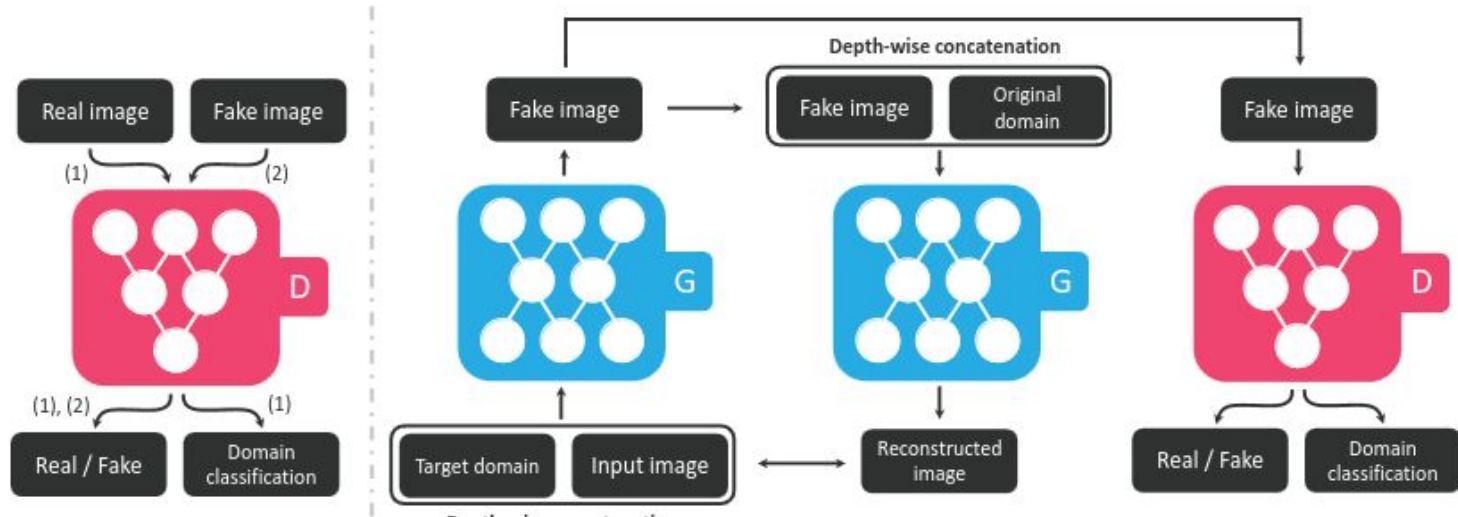 Depth-wise concatenation
Real image
Fake image
Fake image
Fake image
Original
domain
Fake image
(1)
(2)
D
G
G
D
(1), (2)
(1)
Real / Fake
Domain
classification
Target domain
Input image
Reconstructed
image
Real / Fake
Domain
classification